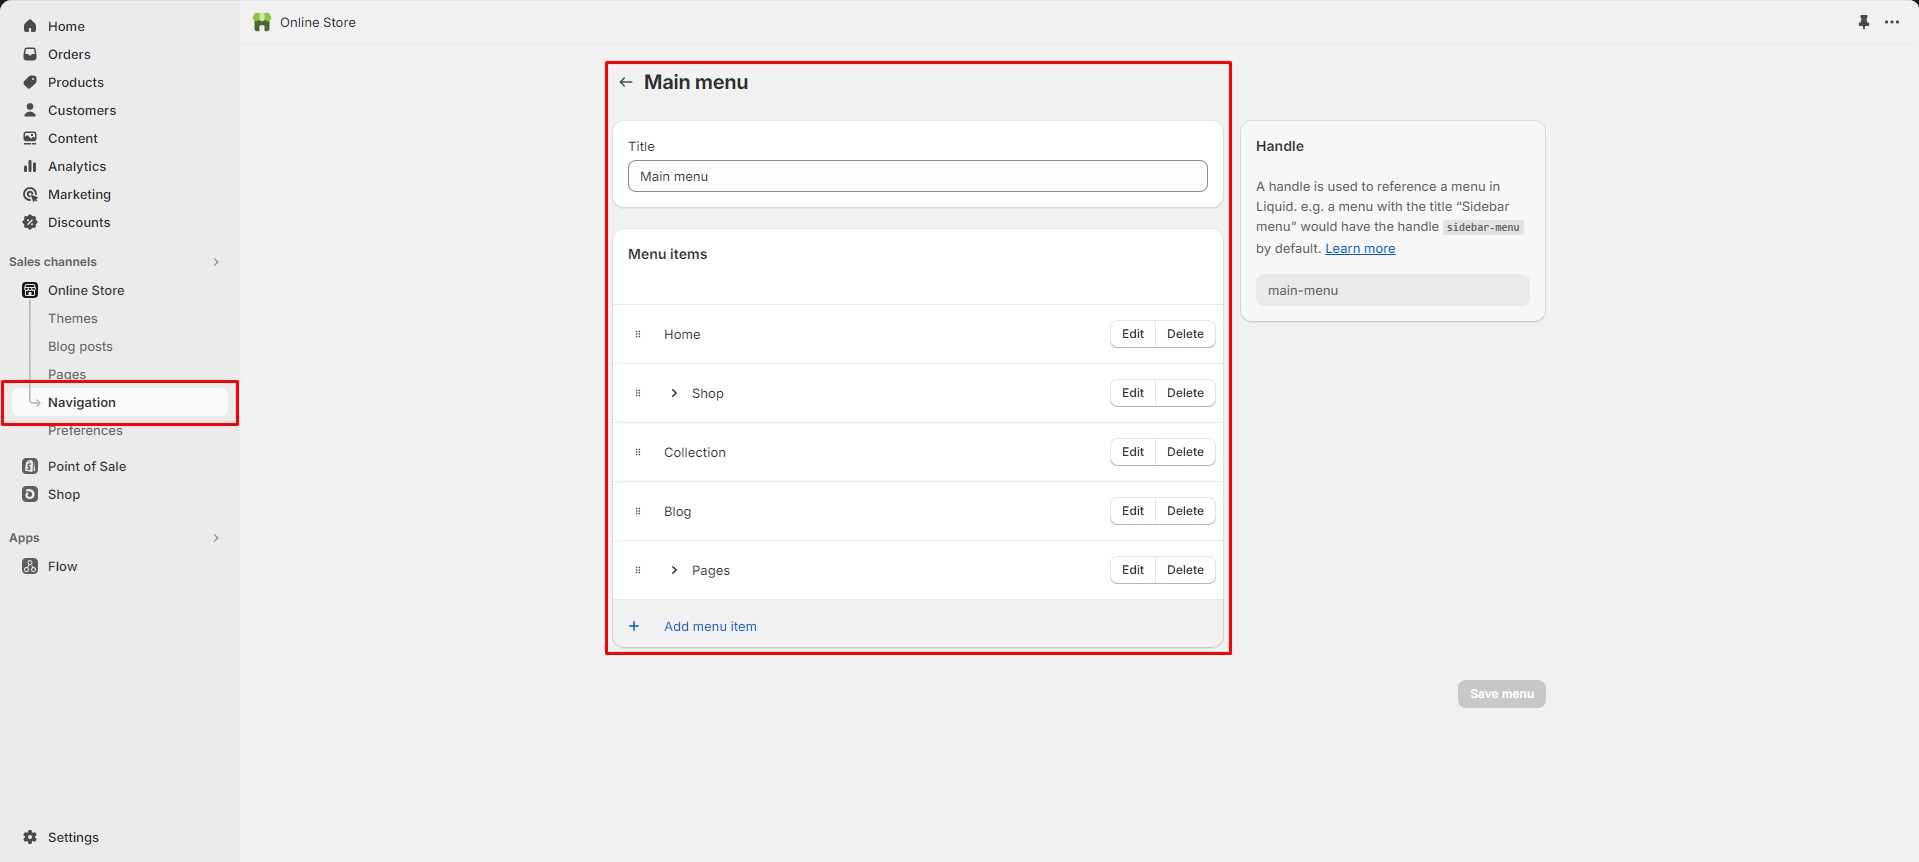 Home
Orders
Products
Customers
Content
Analytics
Marketing
Discounts
Sales channels
Online Store
Themes
Blog posts
Pages
Navigation
Preferences
Point of Sale
Shop
Apps
Flow
Settings
Online Store
Main menu
Title
Main menu
Menu items
Home Edit Delete
Shop Edit Delete
Collection Edit Delete
Blog Edit Delete
Pages Edit Delete
+ Add menu item
Handle
A handle is used to reference a menu in
Liquid. e.g. a menu with the title “Sidebar
menu” would have the handle sidebar-menu
by default. Learn more
main-menu
Save menu